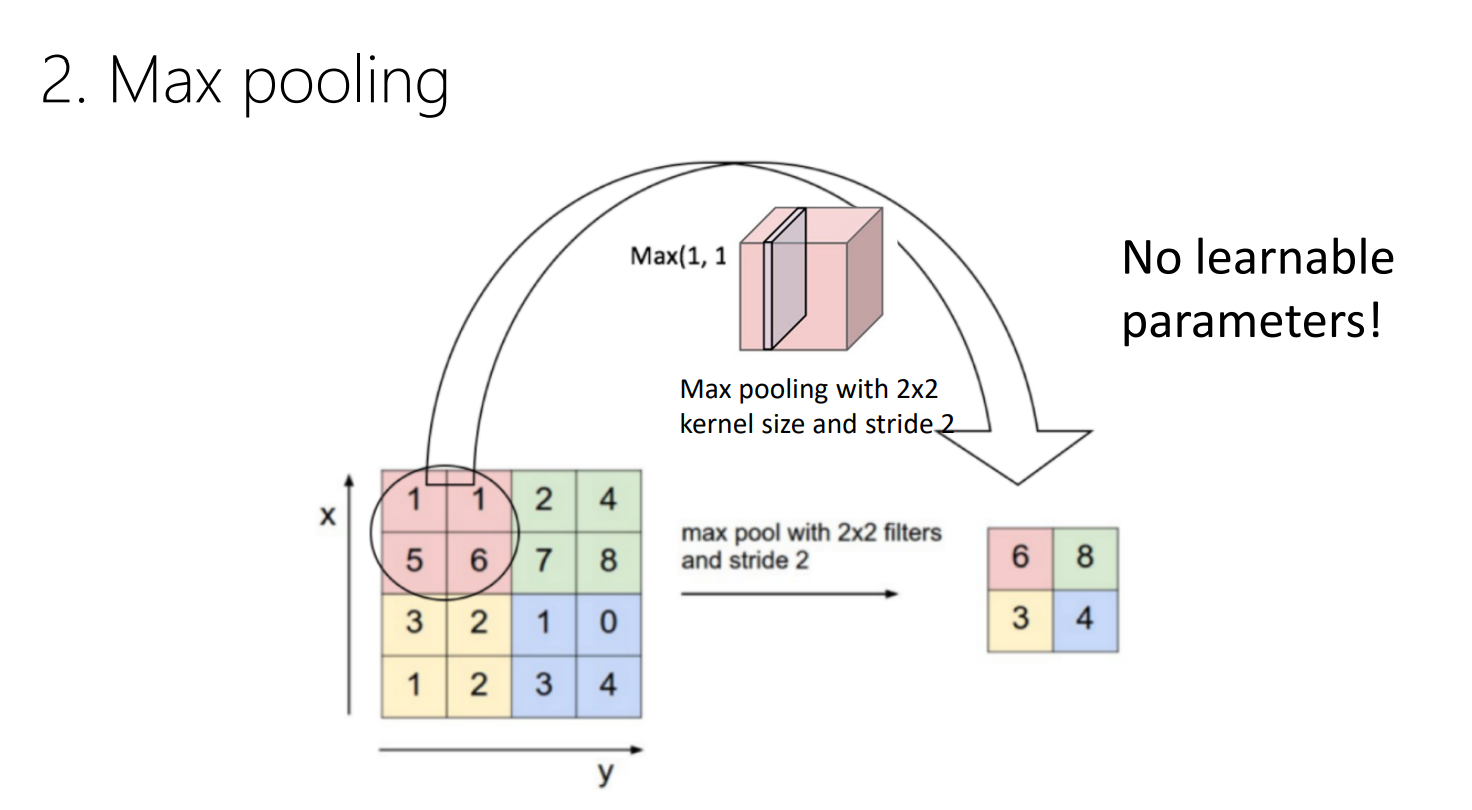 2. Max pooling
Max(1, 1
No learnable
parameters!
Max pooling with 2x2
kernel size and stride 2
x
1 1 2 4
5 6 7 8
3 2 1 0
1 2 3 4
y
max pool with 2x2 filters
and stride 2
6 8
3 4